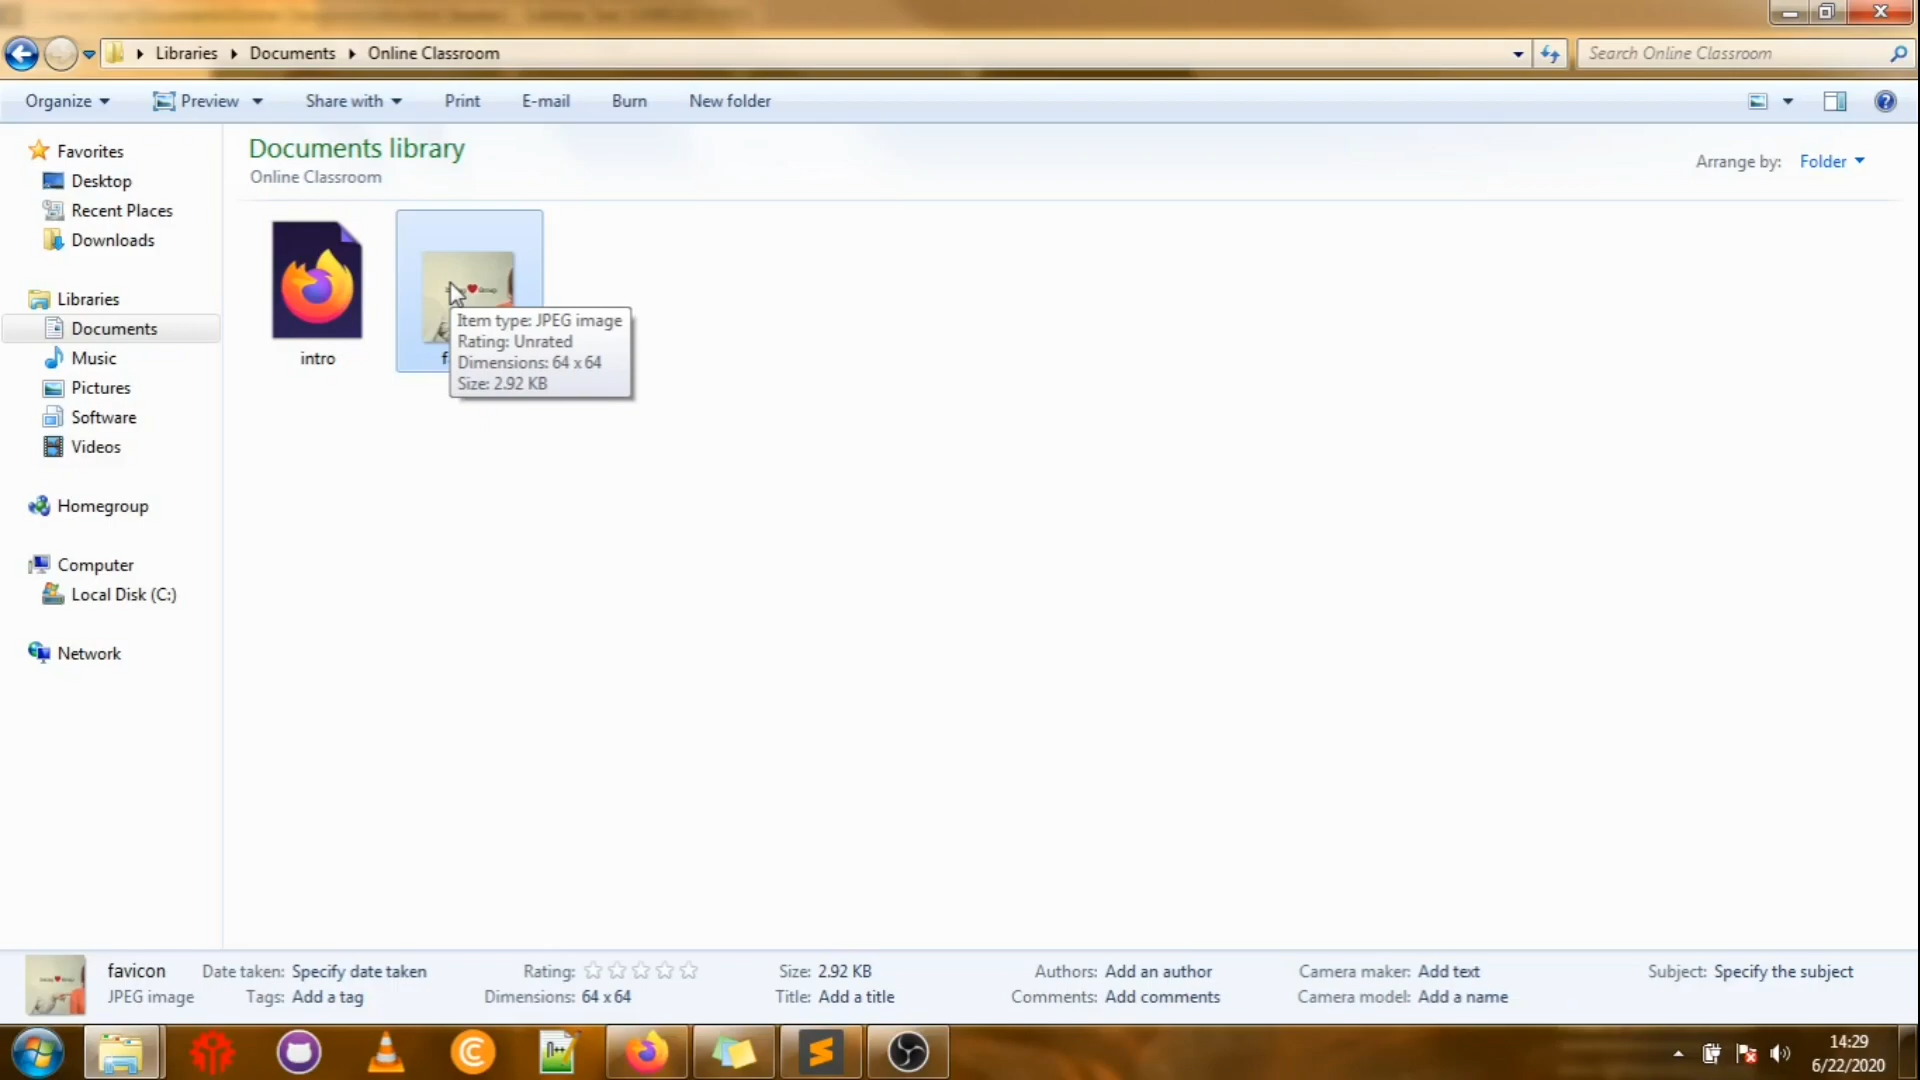 Libraries
Documents
Online Classroom
Search Online Classroom
Organize
Preview
Share with
Print
E-mail
Burn
New folder
Favorites
Desktop
Recent Places
Downloads
Libraries
Documents
Music
Pictures
Software
Videos
Homegroup
Computer
Local Disk (C:)
Network
Documents library
Online Classroom
Arrange by: Folder
intro
Item type: JPEG image
Rating: Unrated
Dimensions: 64 x 64
Size: 2.92 KB
favicon
JPEG image
Date taken: Specify date taken
Tags: Add a tag
Rating:
Dimensions: 64 x 64
Size: 2.92 KB
Title: Add a title
Authors: Add an author
Comments: Add comments
Camera maker: Add text
Camera model: Add a name
Subject: Specify the subject
14:29
6/22/2020